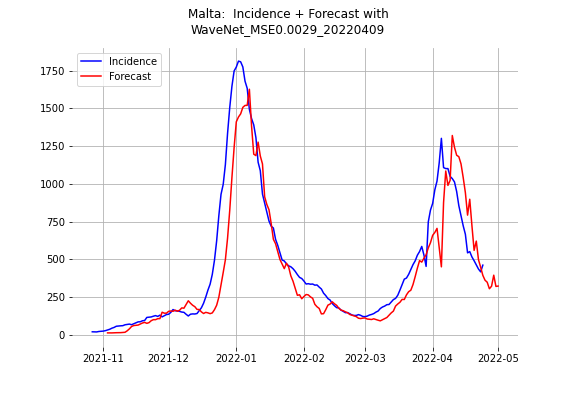 Malta:  Incidence + Forecast with
WaveNet_MSE0.0029_20220409
Incidence
Forecast
1750
1500
1250
1000
750
500
250
0
2021-11 2021-12 2022-01 2022-02 2022-03 2022-04 2022-05